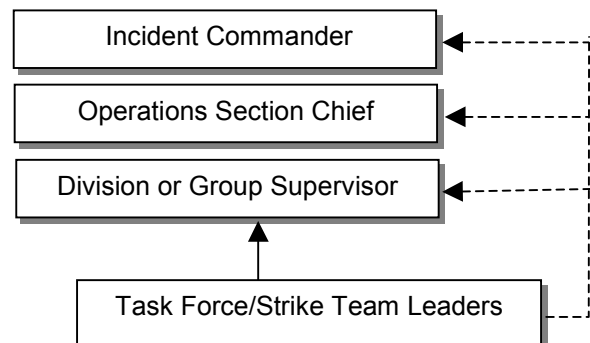 Incident Commander
Operations Section Chief
Division or Group Supervisor
Task Force/Strike Team Leaders